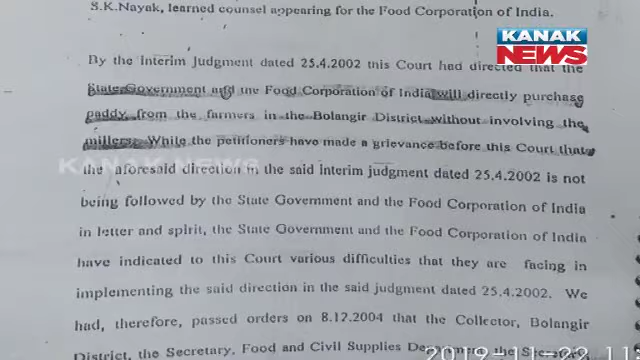 S.K.Nayak, learned counsel appearing for the Food Corporation of India.
KANAK
NEWS
By the Interim Judgment dated 25.4.2002 this Court had directed that the
State Government and the Food Corporation of India will directly purchase
paddy from the farmers in the Bolangir District without involving the
millers. While the petitioners have made a grievance before this Court that
KANAK NEWS
the aforesaid direction in the said interim judgment dated 25.4.2002 is not
being followed by the State Government and the Food Corporation of India
in letter and spirit, the State Government and the Food Corporation of India
have indicated to this Court various difficulties that they are facing in
implementing the said direction in the said judgment dated 25.4.2002. We
had, therefore, passed orders on 8.12.2004 that the Collector, Bolangir
District, the Secretary, Food and Civil Supplies Department, the Secretary